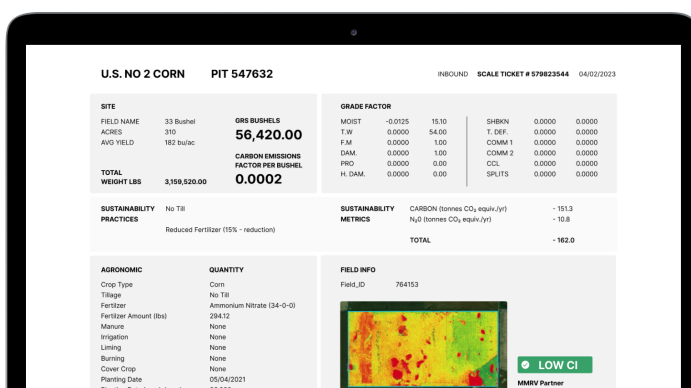 U.S. NO 2 CORN PIT 547632 INBOUND SCALE TICKET # 579823544 04/02/2023
SITE
FIELD NAME 33 Bushel
ACRES 310
AVG YIELD 182 bu/ac
TOTAL
WEIGHT LBS 3,159,520.00
GRS BUSHELS
56,420.00
CARBON EMISSIONS
FACTOR PER BUSHEL
0.0002
GRADE FACTOR
MOIST -0.0125 15.10 SHBKN 0.0000 0.0000
T.W 0.0000 54.00 T. DEF. 0.0000 0.0000
F.M 0.0000 1.00 COMM 1 0.0000 0.0000
DAM. 0.0000 1.00 COMM 2 0.0000 0.0000
PRO 0.0000 0.00 CCL 0.0000 0.0000
H. DAM. 0.0000 0.00 SPLITS 0.0000 0.0000
SUSTAINABILITY
PRACTICES
No Till
Reduced Fertilizer (15% - reduction)
SUSTAINABILITY
METRICS
CARBON (tonnes CO₂ equiv./yr) - 151.3
N₂0 (tonnes CO₂ equiv./yr) - 10.8
TOTAL - 162.0
AGRONOMIC QUANTITY
Crop Type Corn
Tillage No Till
Fertilzer Ammonium Nitrate (34-0-0)
Fertilzer Amount (lbs) 294.12
Manure None
Irrigation None
Liming None
Burning None
Cover Crop None
Planting Date 05/04/2021
FIELD INFO
Field_ID 764153
LOW CI
MMRV Partner